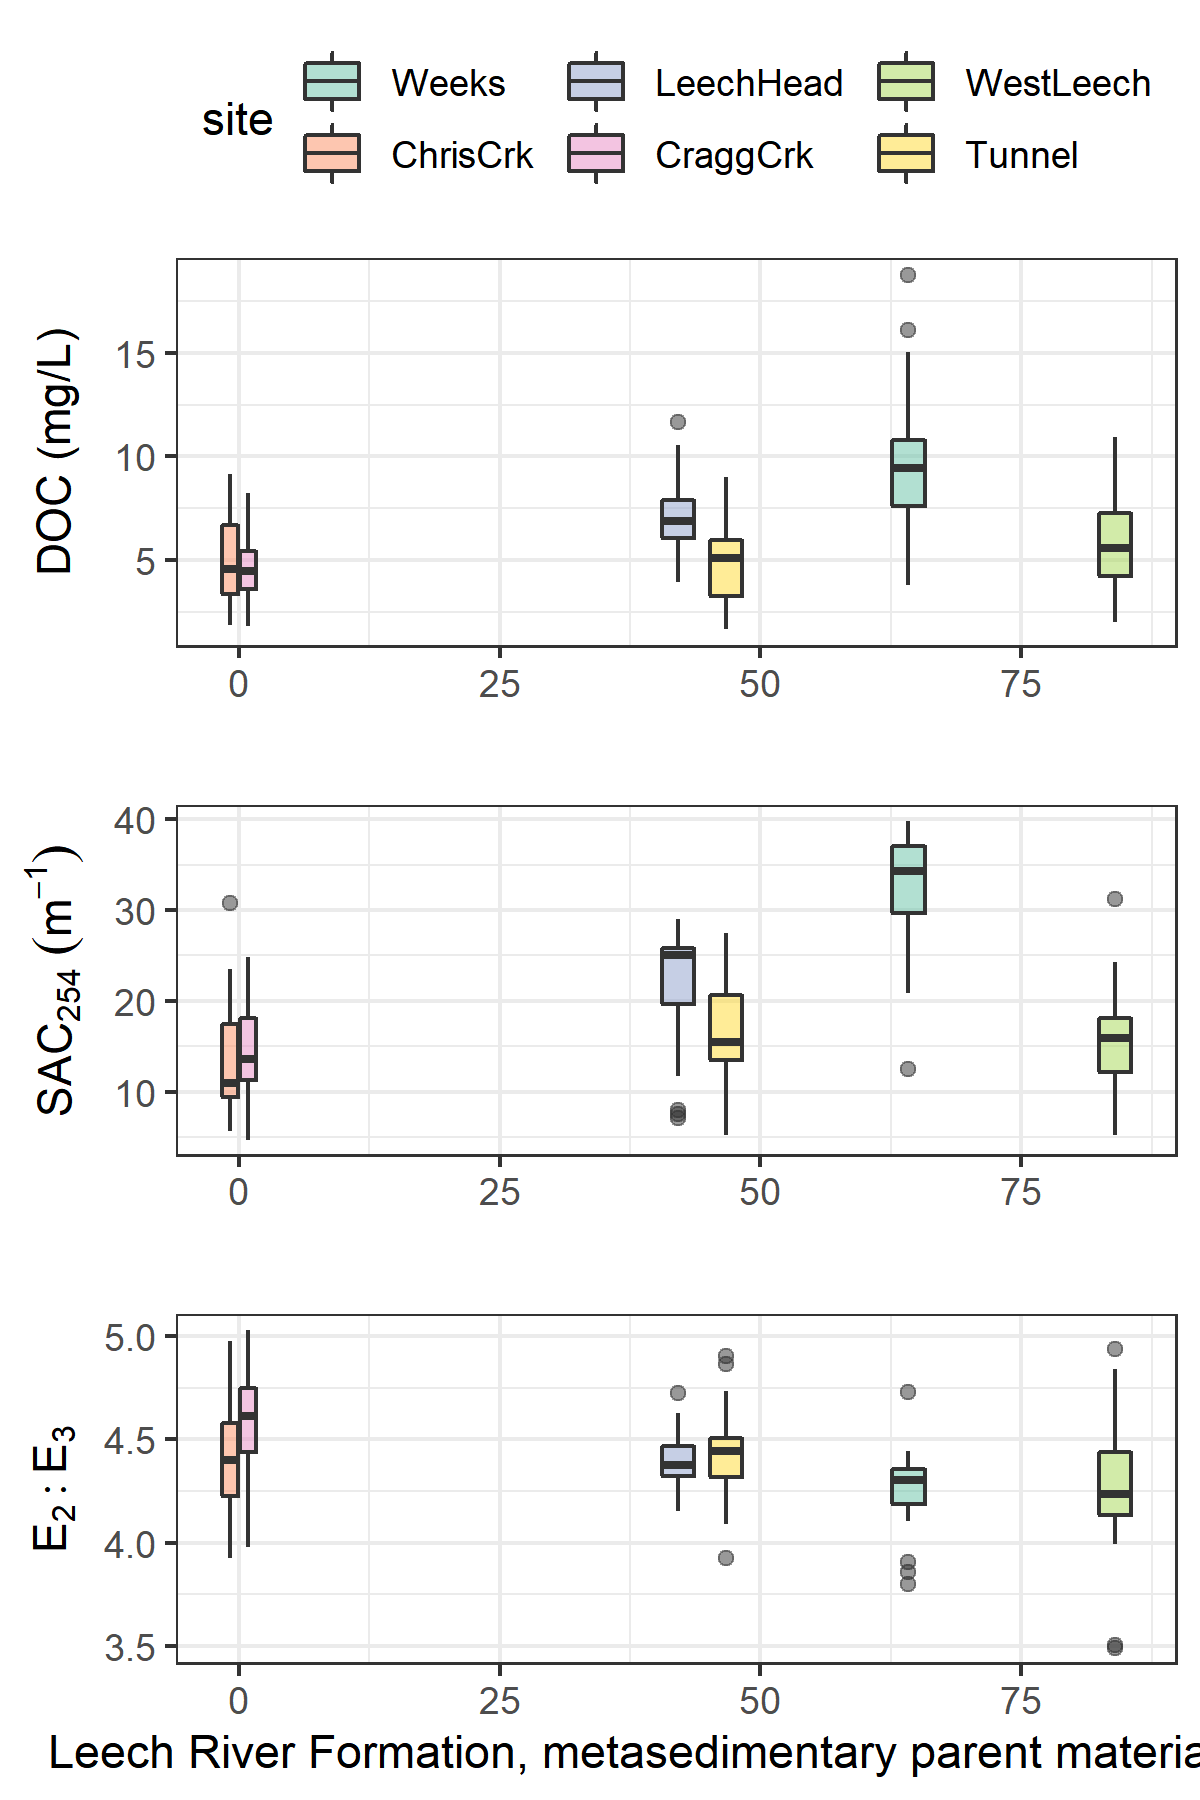 Weeks LeechHead WestLeech
site
ChrisCrk CraggCrk Tunnel
DOC (mg/L)
15
10
5
0 25 50 75
SAC₂₅₄ (m⁻¹)
40
30
20
10
0 25 50 75
E₂ : E₃
5.0
4.5
4.0
3.5
0 25 50 75
Leech River Formation, metasedimentary parent materia